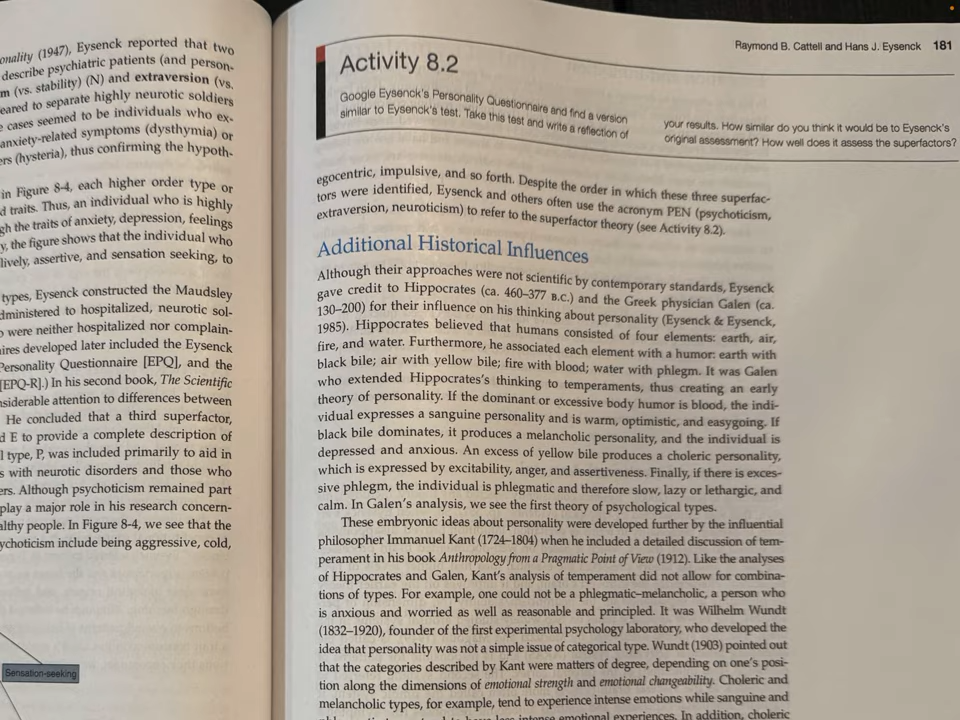 onality (1947), Eysenck reported that two
describe psychiatric patients (and person-
m (vs. stability) (N) and extraversion (vs.
eared to separate highly neurotic soldiers
cases seemed to be individuals who ex-
anxiety-related symptoms (dysthymia) or
ers (hysteria), thus confirming the hypoth-
in Figure 8-4, each higher order type or
d traits. Thus, an individual who is highly
gh the traits of anxiety, depression, feelings
y, the figure shows that the individual who
lively, assertive, and sensation seeking, to
types, Eysenck constructed the Maudsley
dministered to hospitalized, neurotic sol-
were neither hospitalized nor complain-
ires developed later included the Eysenck
Personality Questionnaire [EPQ], and the
[EPQ-R].) In his second book, The Scientific
nsiderable attention to differences between
He concluded that a third superfactor,
d E to provide a complete description of
l type, P, was included primarily to aid in
s with neurotic disorders and those who
ers. Although psychoticism remained part
play a major role in his research concern-
althy people. In Figure 8-4, we see that the
ychoticism include being aggressive, cold,
Sensation-seeking
Raymond B. Cattell and Hans J. Eysenck 181
Activity 8.2
Google Eysenck's Personality Questionnaire and find a version
similar to Eysenck's test. Take this test and write a reflection of
your results. How similar do you think it would be to Eysenck's
original assessment? How well does it assess the superfactors?
egocentric, impulsive, and so forth. Despite the order in which these three superfac-
tors were identified, Eysenck and others often use the acronym PEN (psychoticism,
extraversion, neuroticism) to refer to the superfactor theory (see Activity 8.2).
Additional Historical Influences
Although their approaches were not scientific by contemporary standards, Eysenck
gave credit to Hippocrates (ca. 460–377 B.C.) and the Greek physician Galen (ca.
130–200) for their influence on his thinking about personality (Eysenck & Eysenck,
1985). Hippocrates believed that humans consisted of four elements: earth, air,
fire, and water. Furthermore, he associated each element with a humor: earth with
black bile; air with yellow bile; fire with blood; water with phlegm. It was Galen
who extended Hippocrates's thinking to temperaments, thus creating an early
theory of personality. If the dominant or excessive body humor is blood, the indi-
vidual expresses a sanguine personality and is warm, optimistic, and easygoing. If
black bile dominates, it produces a melancholic personality, and the individual is
depressed and anxious. An excess of yellow bile produces a choleric personality,
which is expressed by excitability, anger, and assertiveness. Finally, if there is exces-
sive phlegm, the individual is phlegmatic and therefore slow, lazy or lethargic, and
calm. In Galen's analysis, we see the first theory of psychological types.
These embryonic ideas about personality were developed further by the influential
philosopher Immanuel Kant (1724–1804) when he included a detailed discussion of tem-
perament in his book Anthropology from a Pragmatic Point of View (1912). Like the analyses
of Hippocrates and Galen, Kant's analysis of temperament did not allow for combina-
tions of types. For example, one could not be a phlegmatic–melancholic, a person who
is anxious and worried as well as reasonable and principled. It was Wilhelm Wundt
(1832–1920), founder of the first experimental psychology laboratory, who developed the
idea that personality was not a simple issue of categorical type. Wundt (1903) pointed out
that the categories described by Kant were matters of degree, depending on one's posi-
tion along the dimensions of emotional strength and emotional changeability. Choleric and
melancholic types, for example, tend to experience intense emotions while sanguine and
less intense emotional experiences. In addition, choleric